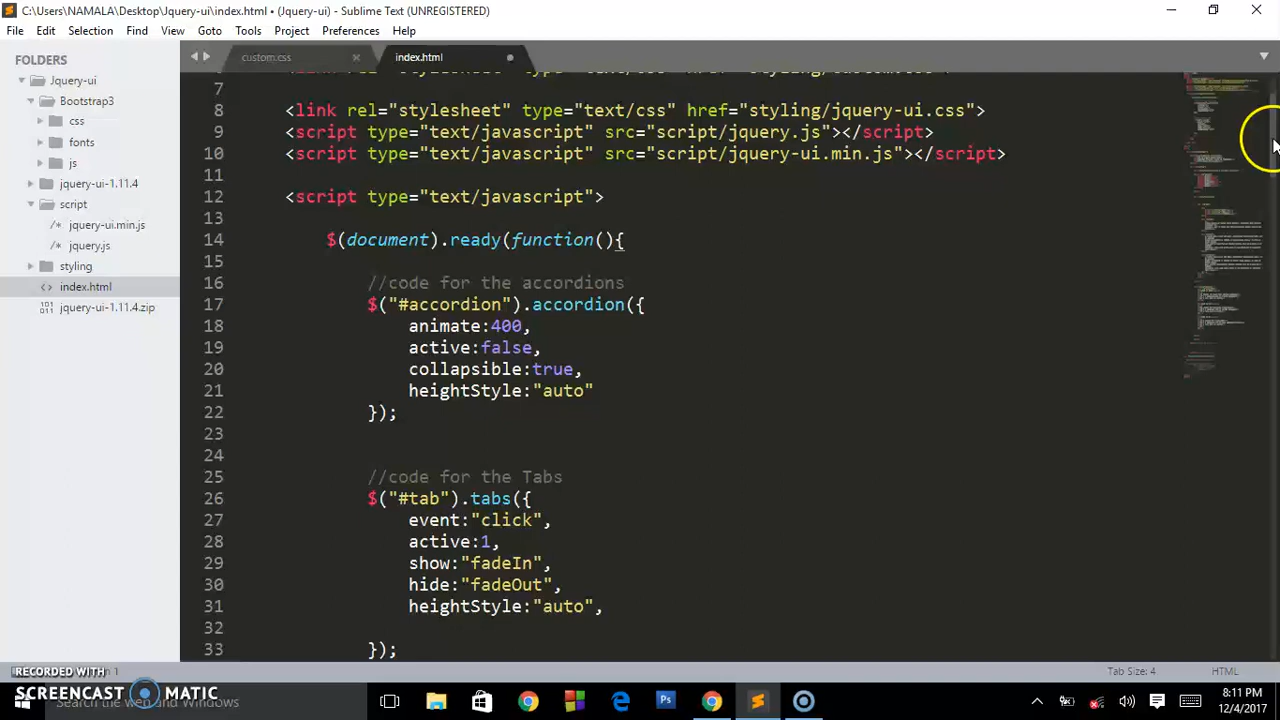 C:\Users\NAMALA\Desktop\Jquery-ui\index.html • (Jquery-ui) - Sublime Text (UNREGISTERED)
File Edit Selection Find View Goto Tools Project Preferences Help
FOLDERS
Jquery-ui
Bootstrap3
css
fonts
js
jquery-ui-1.11.4
script
jquery-ui.min.js
jquery.js
styling
index.html
jquery-ui-1.11.4.zip
custom.css
index.html
7
8 <link rel="stylesheet" type="text/css" href="styling/jquery-ui.css">
9 <script type="text/javascript" src="script/jquery.js"></script>
10 <script type="text/javascript" src="script/jquery-ui.min.js"></script>
11
12 <script type="text/javascript">
13
14 $(document).ready(function(){
15
16 //code for the accordions
17 $("#accordion").accordion({
18 animate:400,
19 active:false,
20 collapsible:true,
21 heightStyle:"auto"
22 });
23
24
25 //code for the Tabs
26 $("#tab").tabs({
27 event:"click",
28 active:1,
29 show:"fadeIn",
30 hide:"fadeOut",
31 heightStyle:"auto",
32
33 });
Tab Size: 4 HTML
RECORDED WITH
SCREENCAST MATIC
Search the web and Windows
8:11 PM
12/4/2017